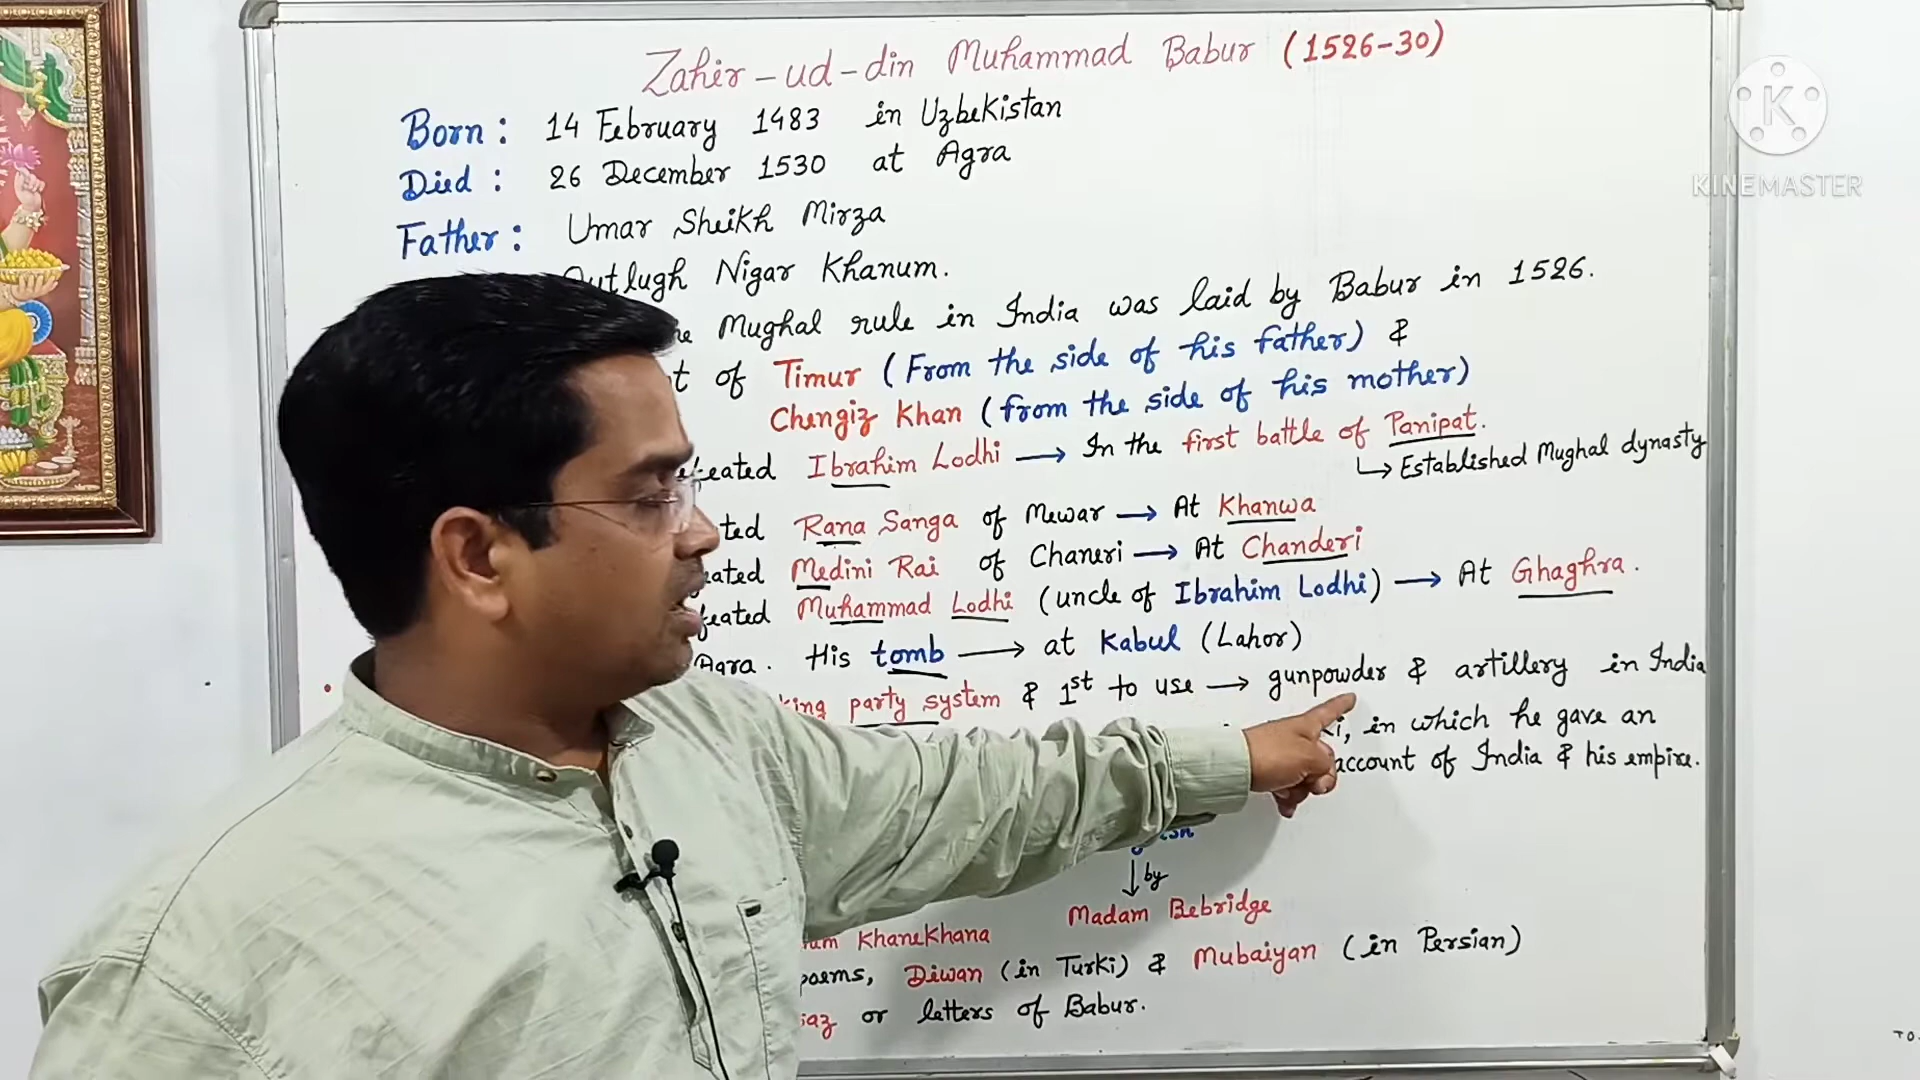 Zahir-ud-din Muhammad Babur (1526-30)
Born: 14 February 1483 in Uzbekistan
Died: 26 December 1530 at Agra
Father: Umar Sheikh Mirza
Nigar Khanum.
Mughal rule in India was laid by Babur in 1526.
of Timur (From the side of his father) &
Chengiz Khan (from the side of his mother)
Ibrahim Lodhi → In the first battle of Panipat.
↳ Established Mughal dynasty
Rana Sanga of Mewar → At Khanwa
Medini Rai of Chaneri → At Chanderi
Muhammad Lodhi (uncle of Ibrahim Lodhi) → At Ghaghra.
Agra. His tomb → at Kabul (Lahor)
party system & 1st to use → gunpowder & artillery in India
in which he gave an
account of India & his empire.
↓ by
Madam Bebridge
KhaneKhana
poems, Diwan (in Turki) & Mubaiyan (in Persian)
or letters of Babur.
K
KINEMASTER
TO